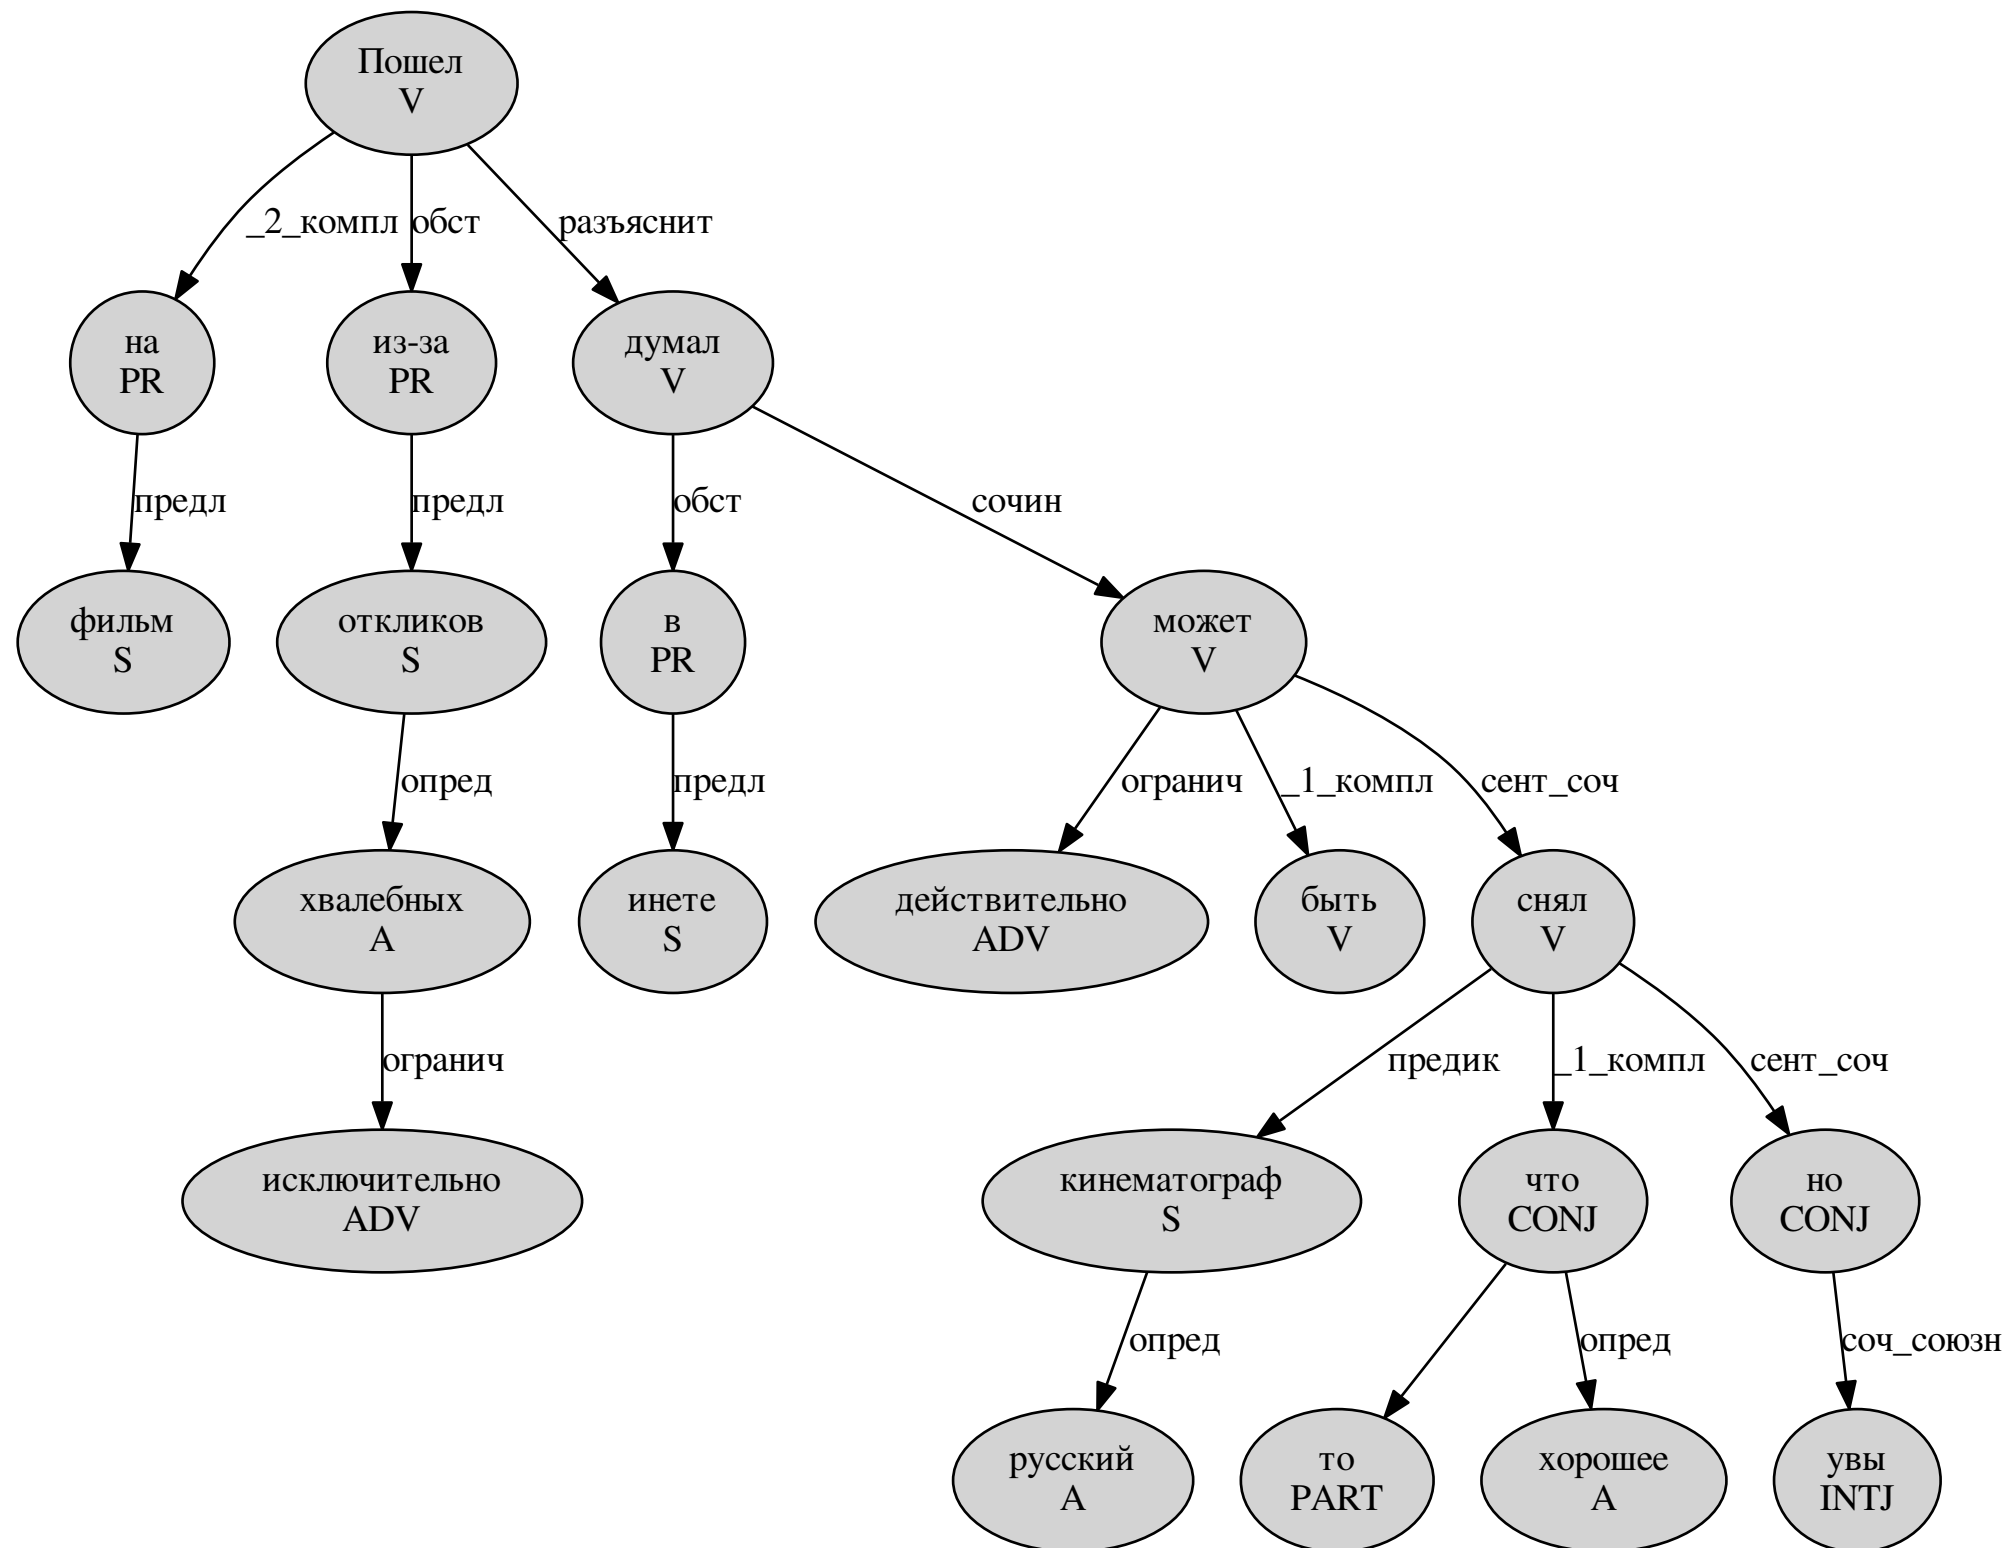 Пошел
V
_2_компл
обст
разъяснит
на
PR
из-за
PR
думал
V
предл
предл
обст
сочин
фильм
S
откликов
S
в
PR
может
V
опред
предл
огранич
_1_компл
сент_соч
хвалебных
A
инете
S
действительно
ADV
быть
V
снял
V
огранич
предик
_1_компл
сент_соч
исключительно
ADV
кинематограф
S
что
CONJ
но
CONJ
опред
опред
соч_союзн
русский
A
то
PART
хорошее
A
увы
INTJ